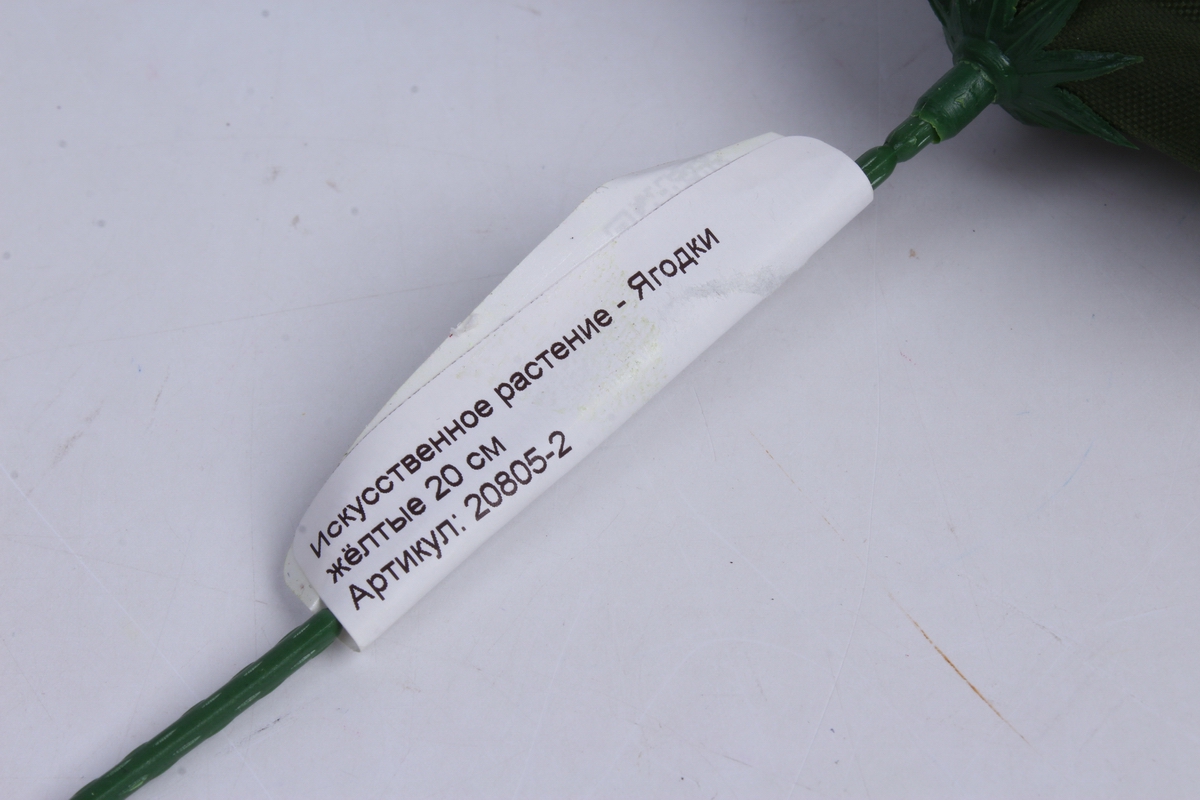 Искусственное растение - Ягодки
жёлтые 20 см
Артикул: 20805-2